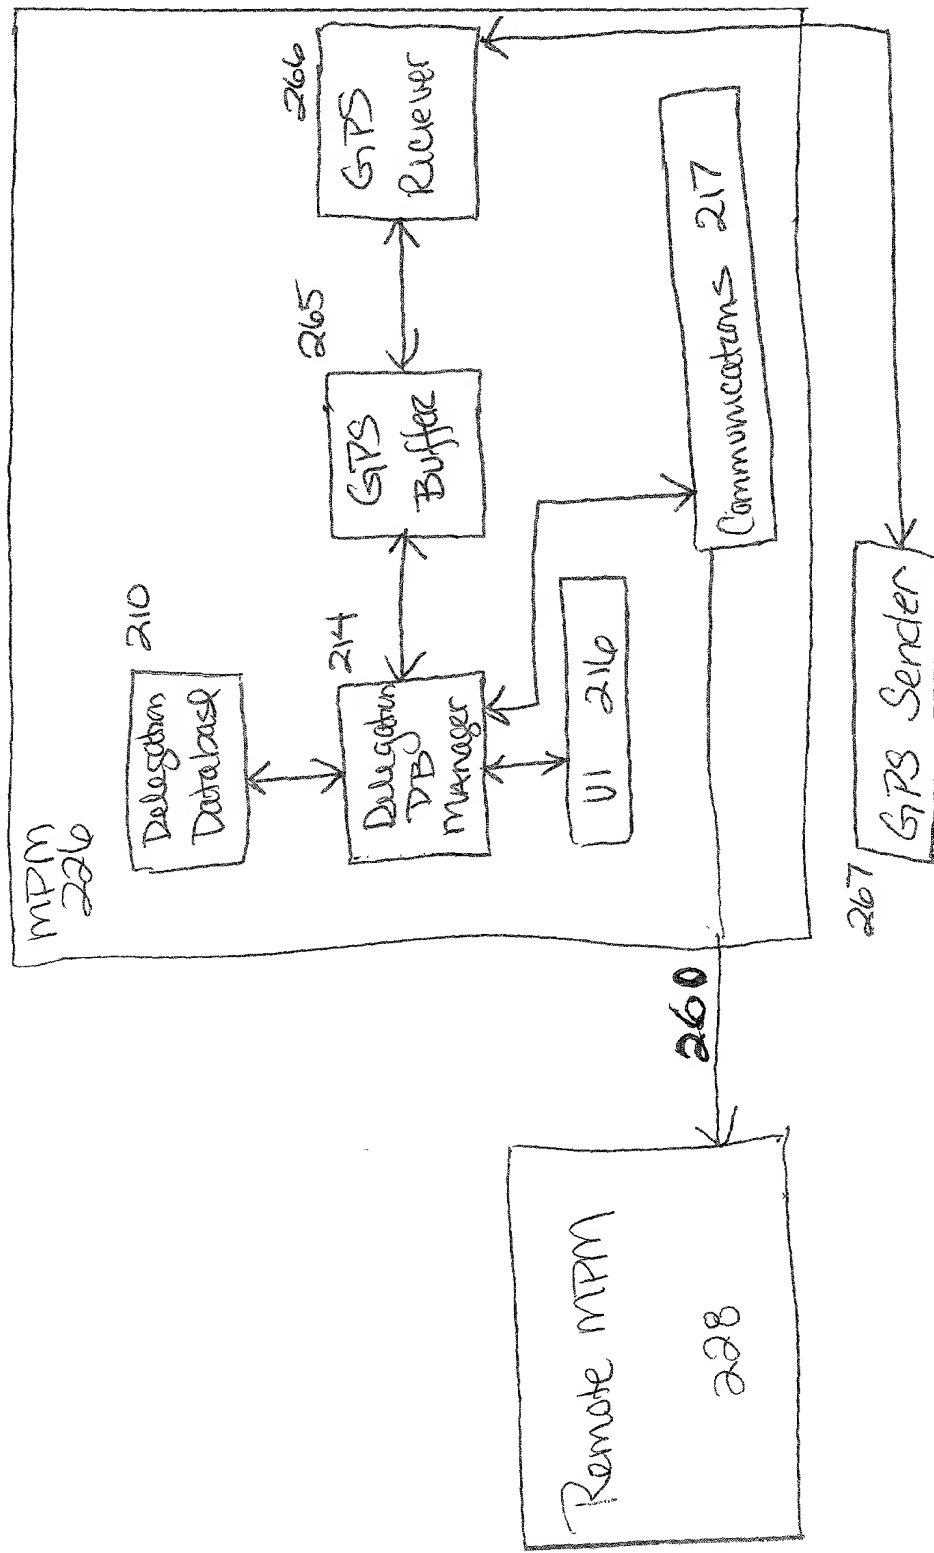 MPM
226
Delegation
Database
210
Delegation
DB
MANager
214
GPS
Buffer
265
GPS
Riciever
266
UI 216
Communications 217
GPS Sender
267
260
Remote MPM
228